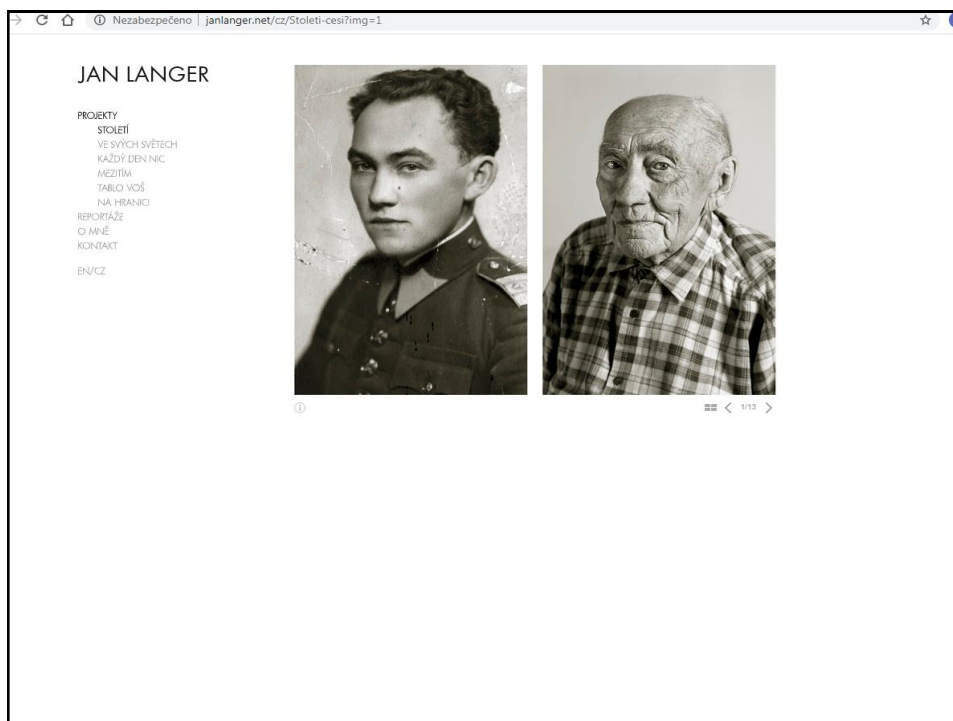 Nezabezpečeno | janlanger.net/cz/Stoleti-cesi?img=1
JAN LANGER
PROJEKTY
STOLETÍ
VE SVÝCH SVĚTECH
KAŽDÝ DEN NIC
MEZITÍM
TABLO VOŠ
NA HRANICI
REPORTÁŽE
O MNĚ
KONTAKT
EN/CZ
1/13